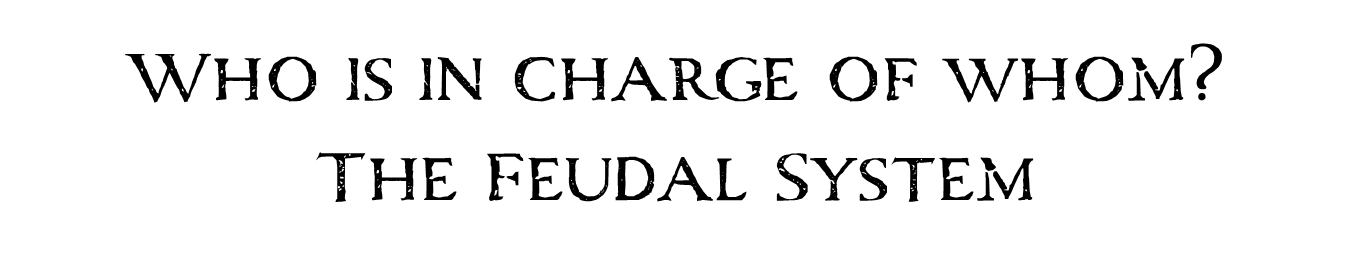 Who is in charge of whom?
The Feudal System